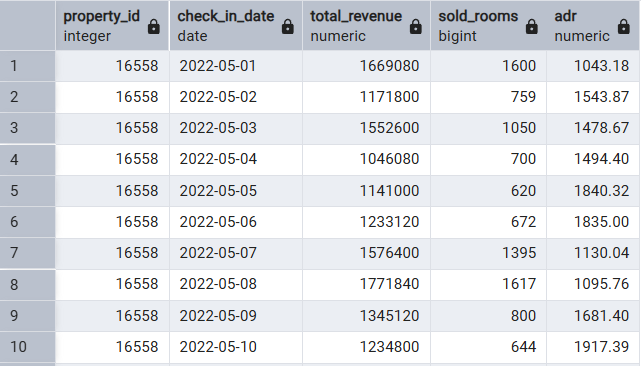 property_id check_in_date total_revenue sold_rooms adr
integer date numeric bigint numeric
1 16558 2022-05-01 1669080 1600 1043.18
2 16558 2022-05-02 1171800 759 1543.87
3 16558 2022-05-03 1552600 1050 1478.67
4 16558 2022-05-04 1046080 700 1494.40
5 16558 2022-05-05 1141000 620 1840.32
6 16558 2022-05-06 1233120 672 1835.00
7 16558 2022-05-07 1576400 1395 1130.04
8 16558 2022-05-08 1771840 1617 1095.76
9 16558 2022-05-09 1345120 800 1681.40
10 16558 2022-05-10 1234800 644 1917.39